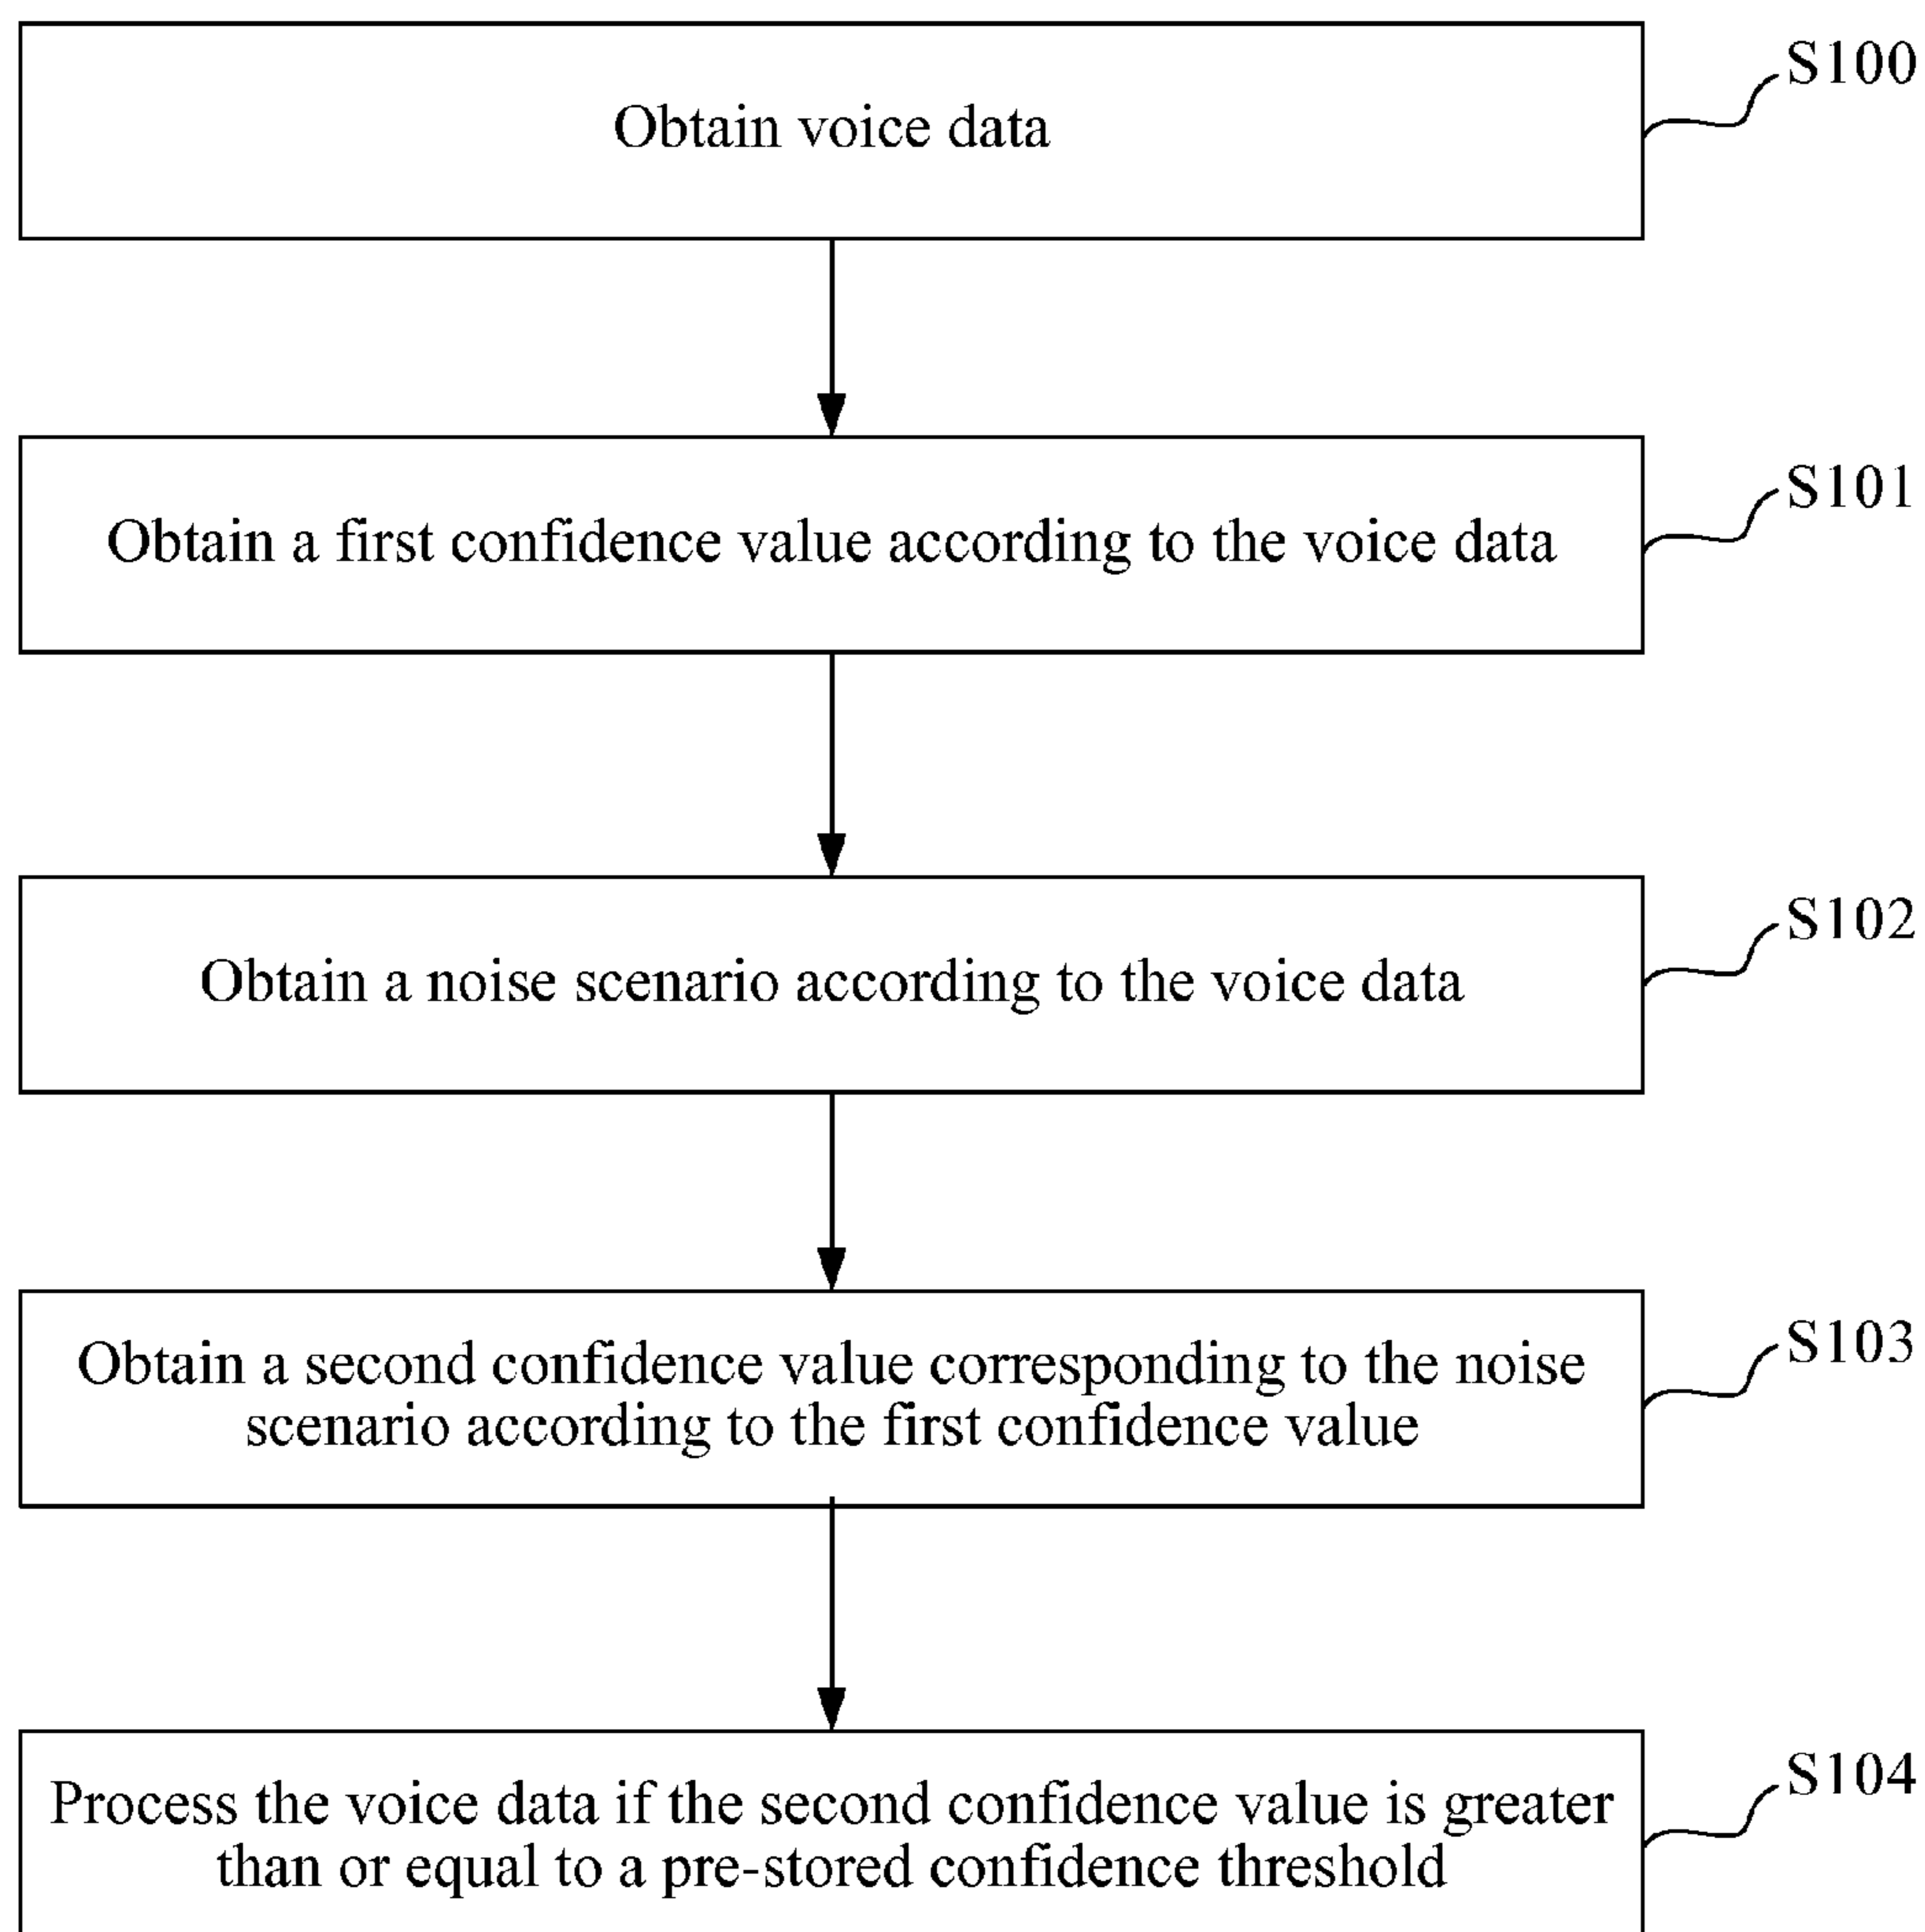 S100
Obtain voice data
S101
Obtain a first confidence value according to the voice data
S102
Obtain a noise scenario according to the voice data
S103
Obtain a second confidence value corresponding to the noise
scenario according to the first confidence value
S104
Process the voice data if the second confidence value is greater
than or equal to a pre-stored confidence threshold